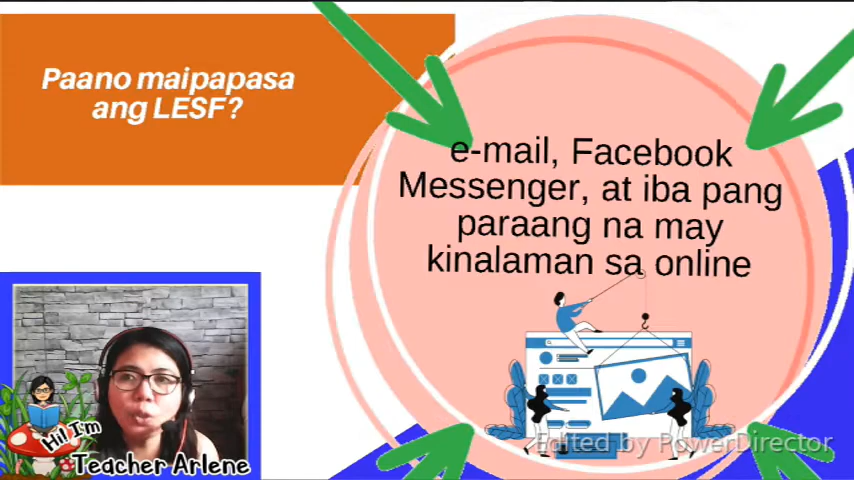 Paano maipapasa
ang LESF?
e-mail, Facebook
Messenger, at iba pang
paraang na may
kinalaman sa online
Hi! I'm
Teacher Arlene
Edited by PowerDirector